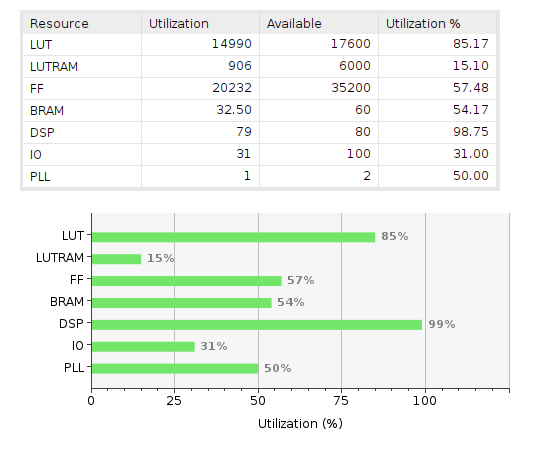 Resource Utilization Available Utilization %
LUT 14990 17600 85.17
LUTRAM 906 6000 15.10
FF 20232 35200 57.48
BRAM 32.50 60 54.17
DSP 79 80 98.75
IO 31 100 31.00
PLL 1 2 50.00
LUT 85%
LUTRAM 15%
FF 57%
BRAM 54%
DSP 99%
IO 31%
PLL 50%
0 25 50 75 100
Utilization (%)